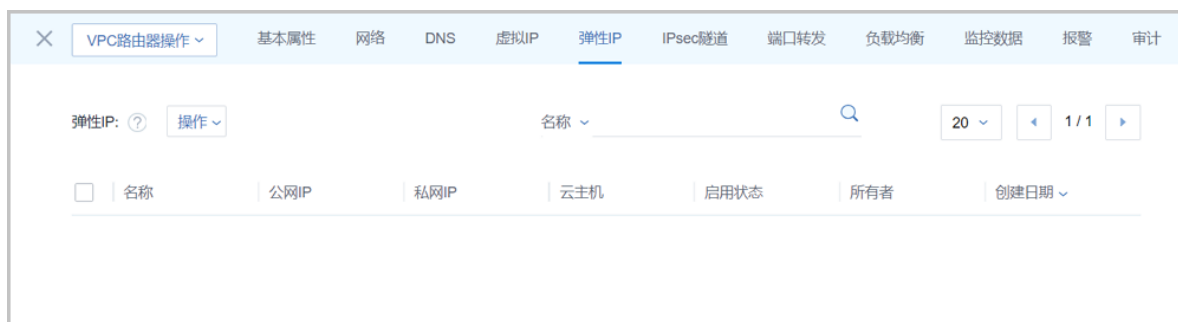 VPC路由器操作 基本属性 网络 DNS 虚拟IP 弹性IP IPsec隧道 端口转发 负载均衡 监控数据 报警 审计
弹性IP: ? 操作 名称 20 1 / 1
名称 公网IP 私网IP 云主机 启用状态 所有者 创建日期